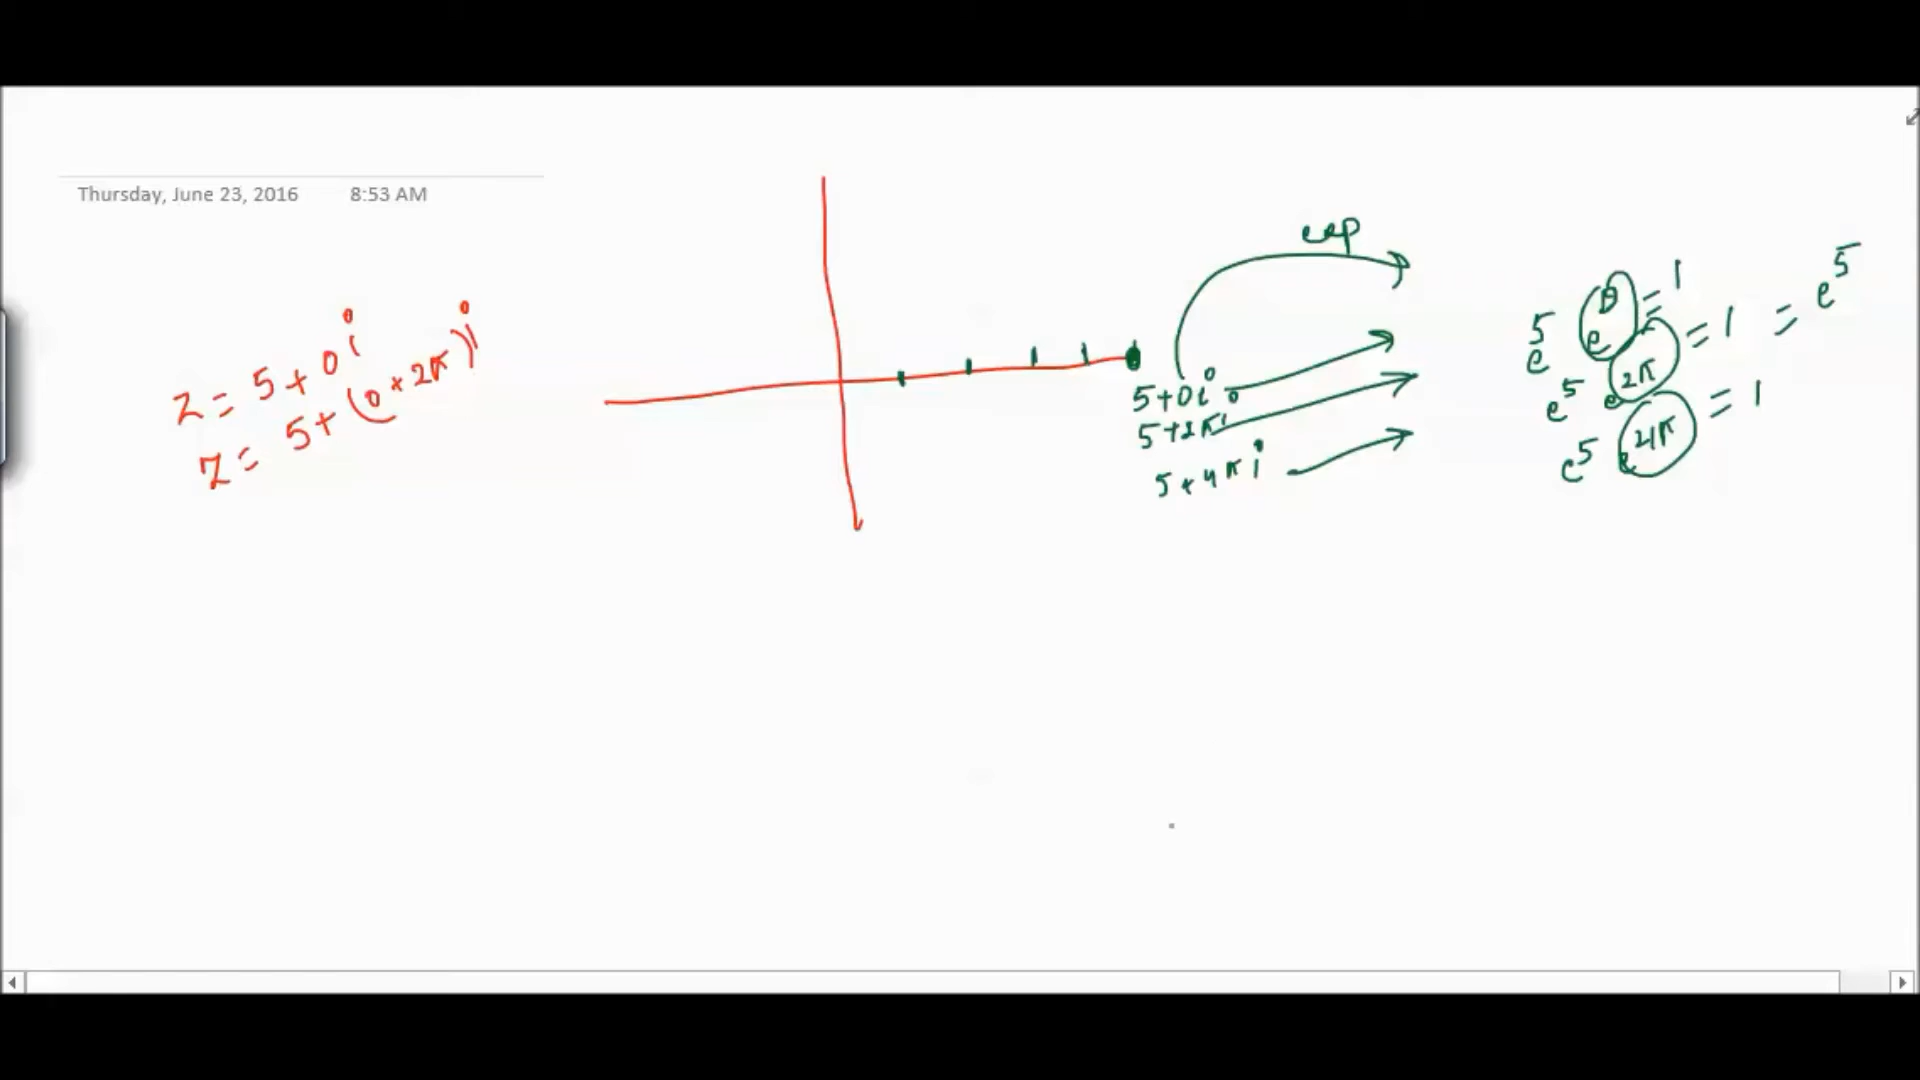 Thursday, June 23, 2016 8:53 AM
z = 5 + 0i
z = 5 + (0 + 2π)i
exp
5+0i
5+2πi
5+4πi
e^5 e^0 = 1
e^5 e^2π = 1 = e^5
e^5 e^4π = 1